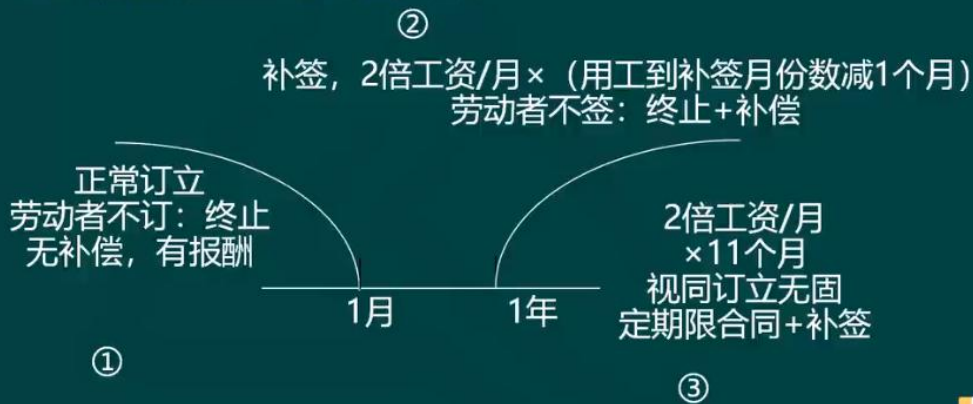 ②
补签，2倍工资/月×（用工到补签月份数减1个月）
劳动者不签：终止+补偿
正常订立
劳动者不订：终止
无补偿，有报酬
2倍工资/月
×11个月
视同订立无固
定期限合同+补签
1月
1年
①
③